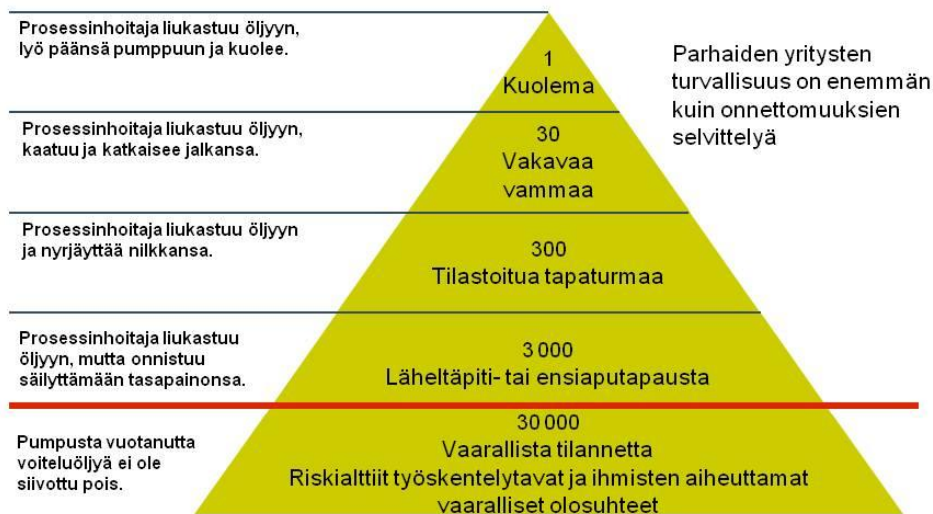 Prosessinhoitaja liukastuu öljyyn,
lyö päänsä pumppuun ja kuolee.
1
Kuolema
Parhaiden yritysten
turvallisuus on enemmän
kuin onnettomuuksien
selvittelyä
Prosessinhoitaja liukastuu öljyyn,
kaatuu ja katkaisee jalkansa.
30
Vakavaa
vammaa
Prosessinhoitaja liukastuu öljyyn
ja nyrjäyttää nilkkansa.
300
Tilastoitua tapaturmaa
Prosessinhoitaja liukastuu
öljyyn, mutta onnistuu
säilyttämään tasapainonsa.
3 000
Läheltäpiti- tai ensiaputapausta
Pumpusta vuotanutta
voiteluöljyä ei ole
siivottu pois.
30 000
Vaarallista tilannetta
Riskialttiit työskentelytavat ja ihmisten aiheuttamat
vaaralliset olosuhteet